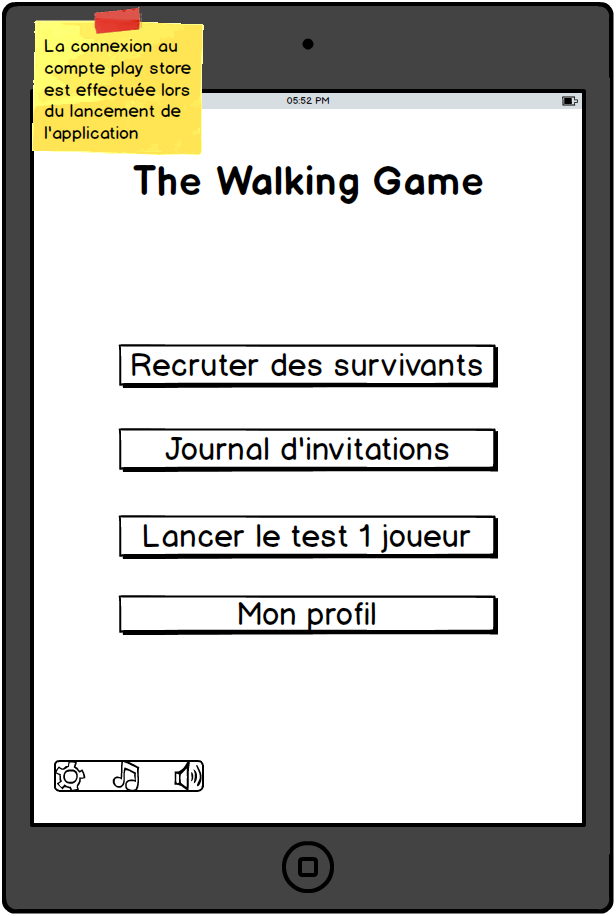 La connexion au
compte play store
est effectuée lors
du lancement de
l'application
05:52 PM
The Walking Game
Recruter des survivants
Journal d'invitations
Lancer le test 1 joueur
Mon profil